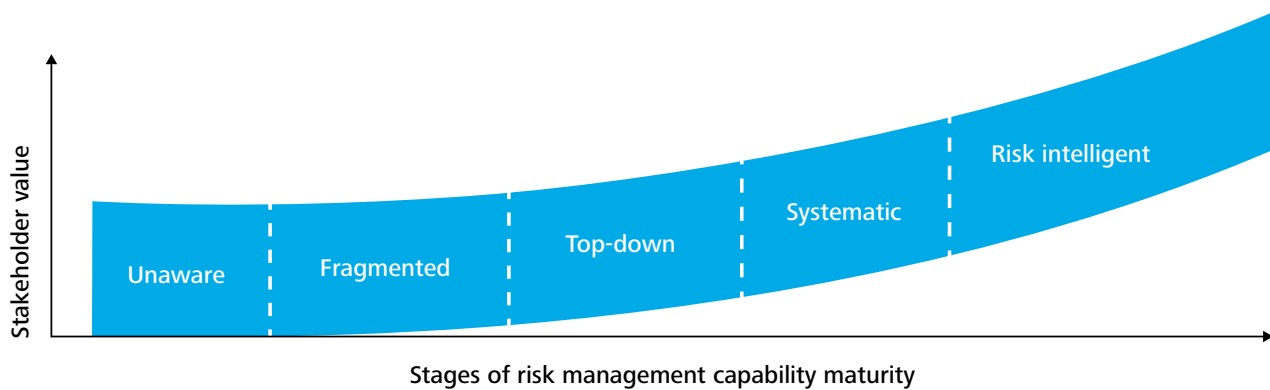 Stakeholder value
Unaware
Fragmented
Top-down
Systematic
Risk intelligent
Stages of risk management capability maturity